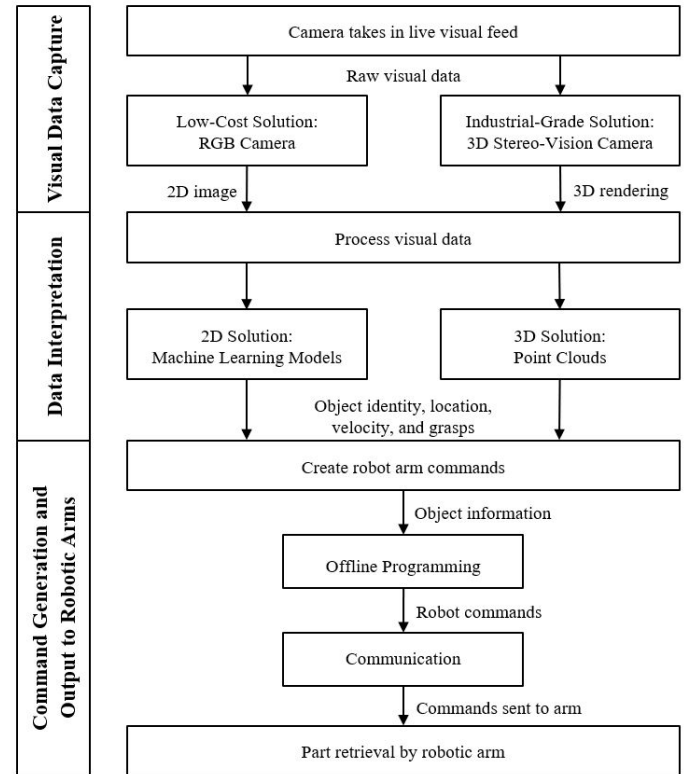 Visual Data Capture
Camera takes in live visual feed
Raw visual data
Low-Cost Solution:
RGB Camera
Industrial-Grade Solution:
3D Stereo-Vision Camera
2D image
3D rendering
Data Interpretation
Process visual data
2D Solution:
Machine Learning Models
3D Solution:
Point Clouds
Object identity, location,
velocity, and grasps
Command Generation and
Output to Robotic Arms
Create robot arm commands
Object information
Offline Programming
Robot commands
Communication
Commands sent to arm
Part retrieval by robotic arm